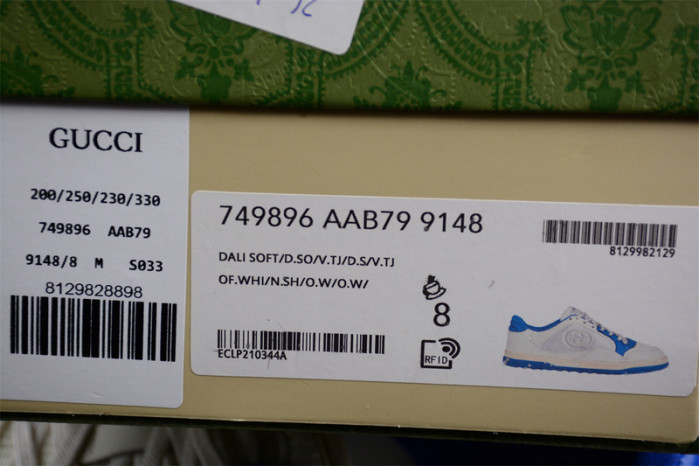 GUCCI
200/250/230/330
749896 AAB79
9148/8 M S033
8129828898
749896 AAB79 9148
8129982129
DALI SOFT/D.SO/V.TJ/D.S/V.TJ
OF.WHI/N.SH/O.W/O.W/
8
ECLP210344A
RFID